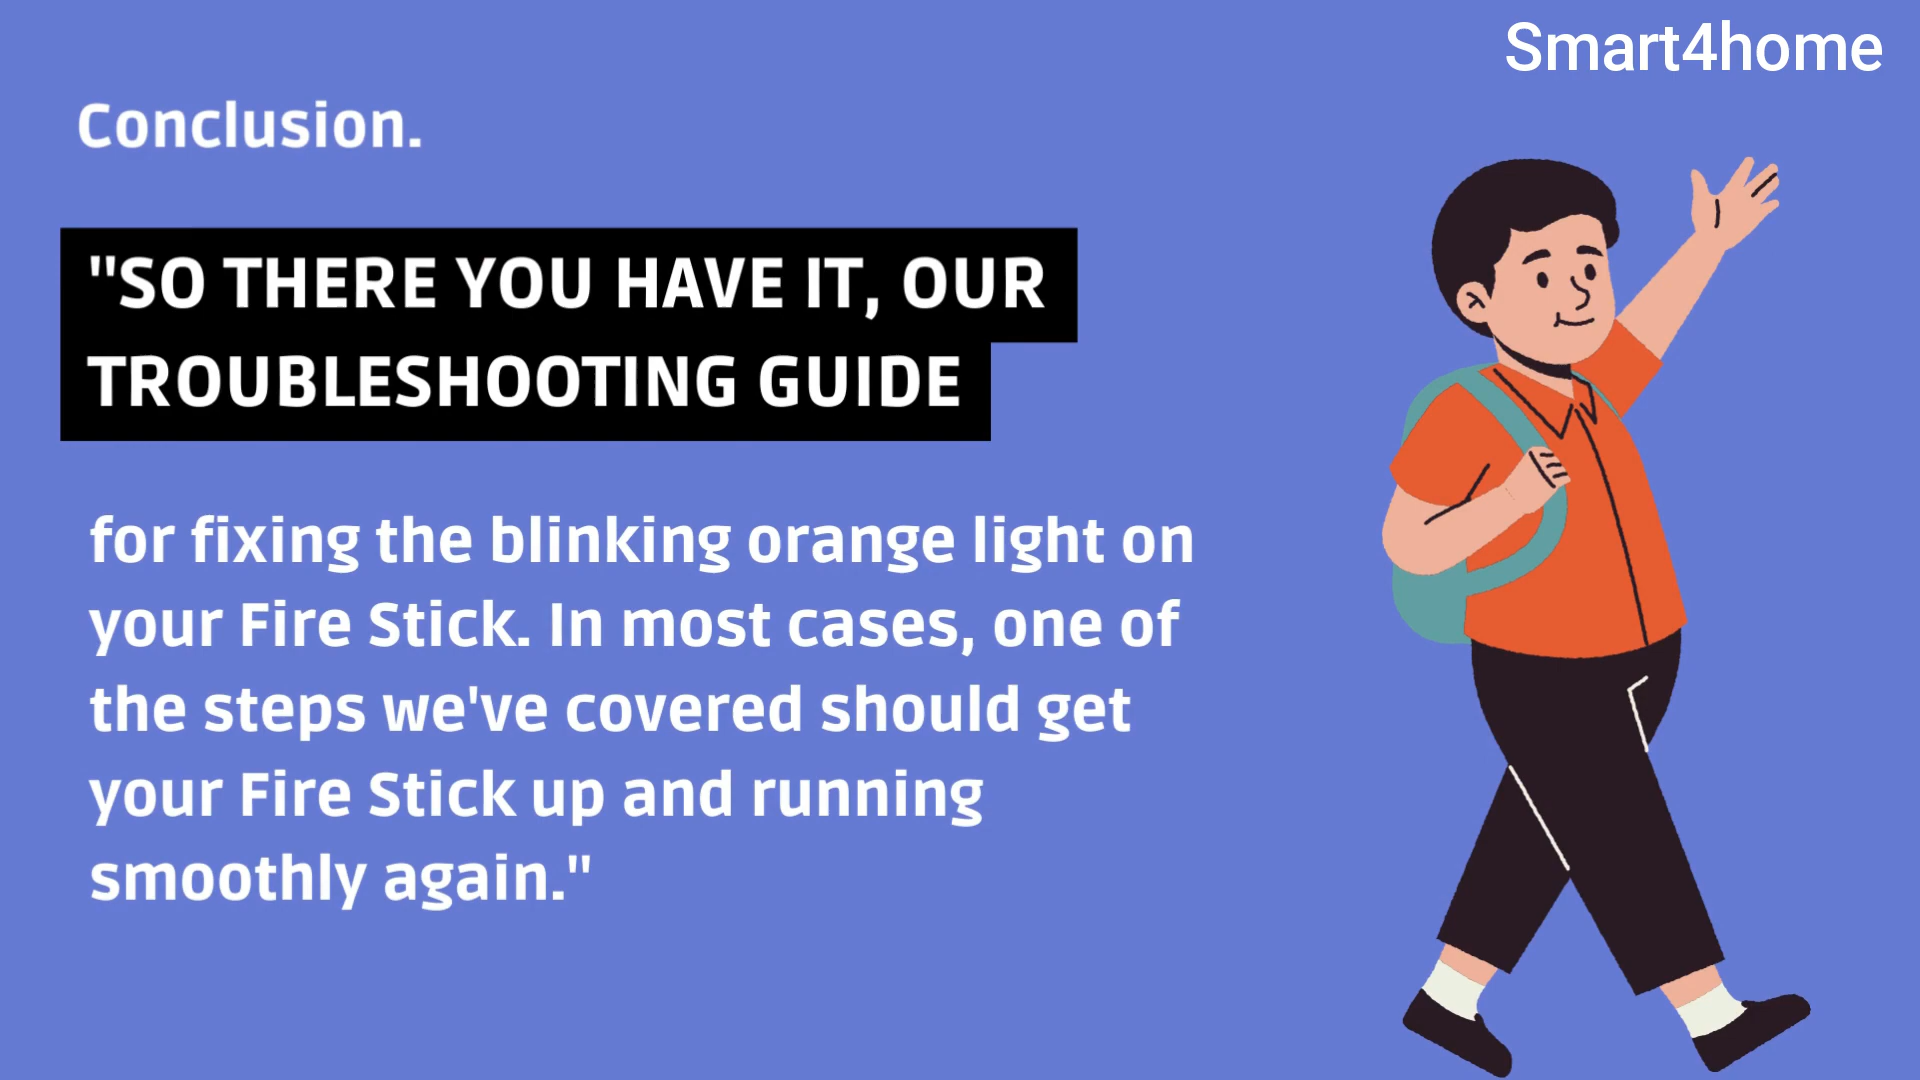 Smart4home
Conclusion.
"SO THERE YOU HAVE IT, OUR
TROUBLESHOOTING GUIDE
for fixing the blinking orange light on
your Fire Stick. In most cases, one of
the steps we've covered should get
your Fire Stick up and running
smoothly again."